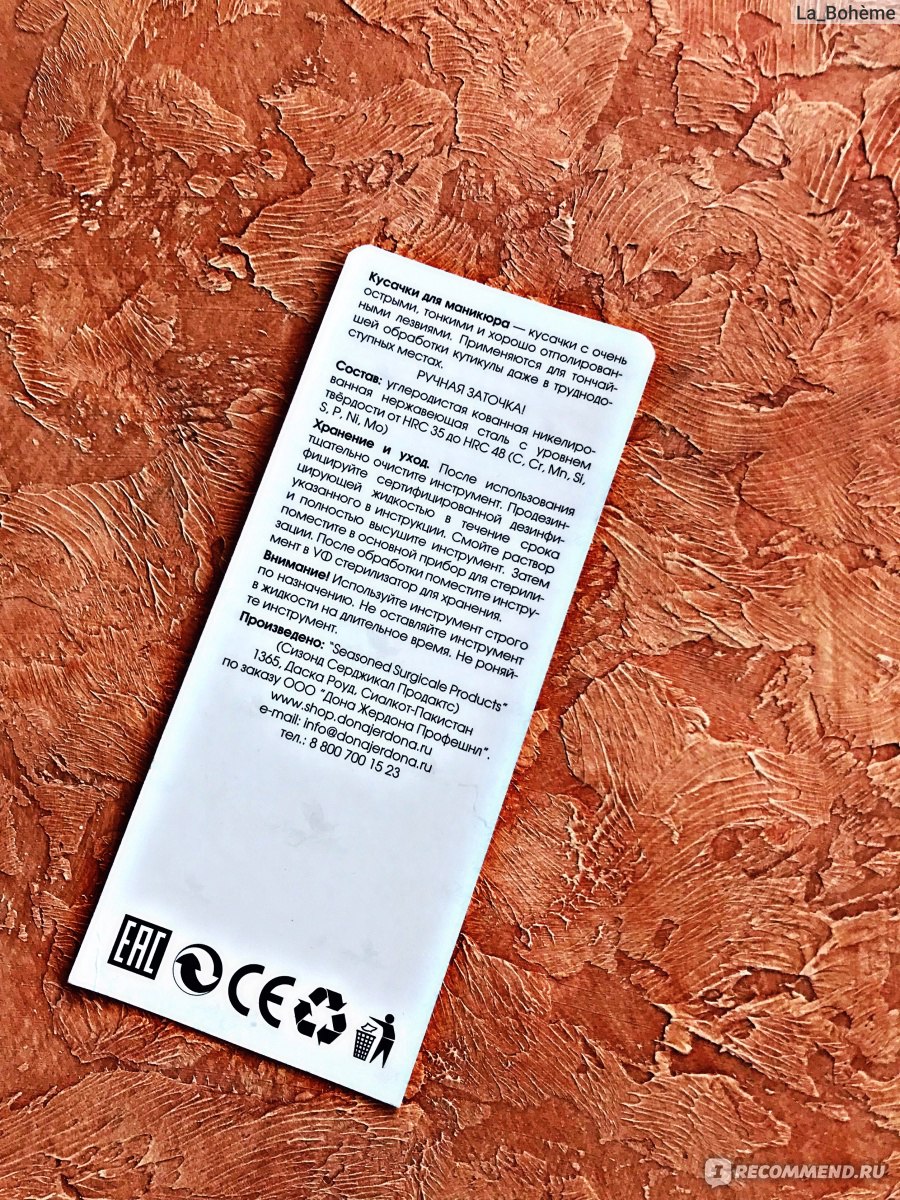 La_Bohème
Кусачки для маникюра — кусачки с очень
острыми, тонкими и хорошо отполирован-
ными лезвиями. Применяются для тончай-
шей обработки кутикулы даже в труднодо-
ступных местах.
РУЧНАЯ ЗАТОЧКА!
Состав: углеродистая кованная никелиро-
ванная нержавеющая сталь с уровнем
твёрдости от HRC 35 до HRC 48 (C, Cr, Mn, Si,
S, P, Ni, Mo)
Хранение и уход. После использования
тщательно очистите инструмент. Продезин-
фицируйте сертифицированной дезинфи-
цирующей жидкостью в течение срока
указанного в инструкции. Смойте раствор
и полностью высушите инструмент. Затем
поместите в основной прибор для стерили-
зации. После обработки поместите инстру-
мент в УФ стерилизатор для хранения.
Внимание! Используйте инструмент строго
по назначению. Не оставляйте инструмент
в жидкости на длительное время. Не роняй-
те инструмент.
Произведено: "Seasoned Surgicale Products"
(Сизонд Серджикал Продактс)
1365, Даска Роуд, Сиалкот-Пакистан
по заказу ООО "Дона Жердона Профешнл".
www.shop.donajerdona.ru
e-mail: info@donajerdona.ru
тел.: 8 800 700 15 23
EAC CE
IRECOMMEND.RU